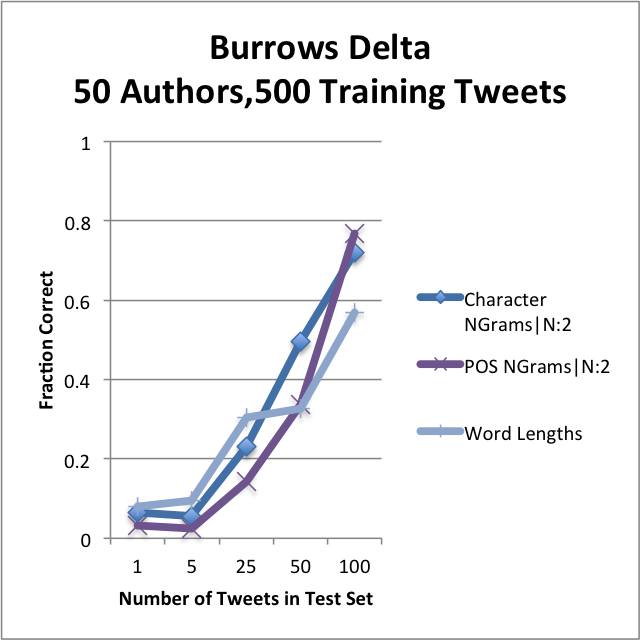 Burrows Delta
50 Authors,500 Training Tweets
1
0.8
0.6
0.4
0.2
0
Fraction Correct
1 5 25 50 100
Number of Tweets in Test Set
Character
NGrams|N:2
POS NGrams|N:2
Word Lengths